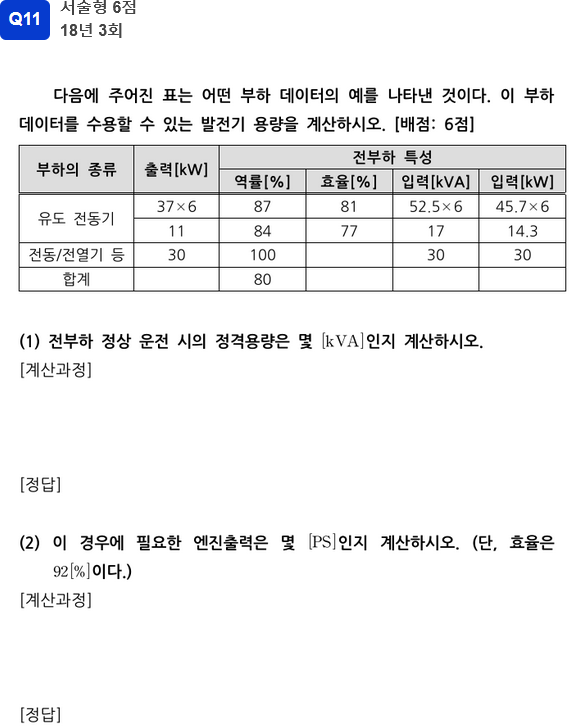 Q11
서술형 6점
18년 3회
다음에 주어진 표는 어떤 부하 데이터의 예를 나타낸 것이다. 이 부하
데이터를 수용할 수 있는 발전기 용량을 계산하시오. [배점: 6점]
부하의 종류 출력[kW] 전부하 특성
역률[%] 효율[%] 입력[kVA] 입력[kW]
유도 전동기 37×6 87 81 52.5×6 45.7×6
11 84 77 17 14.3
전동/전열기 등 30 100 30 30
합계 80
(1) 전부하 정상 운전 시의 정격용량은 몇 [kVA]인지 계산하시오.
[계산과정]
[정답]
(2) 이 경우에 필요한 엔진출력은 몇 [PS]인지 계산하시오. (단, 효율은
92[%]이다.)
[계산과정]
[정답]